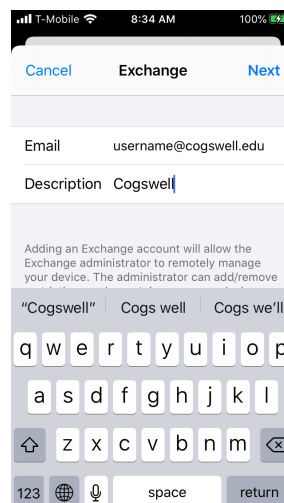 T-Mobile 8:34 AM 100%
Cancel Exchange Next
Email username@cogswell.edu
Description Cogswell
Adding an Exchange account will allow the
Exchange administrator to remotely manage
your device. The administrator can add/remove
“Cogswell” Cogs well Cogs we'll
q w e r t y u i o p
a s d f g h j k l
z x c v b n m
123 space return